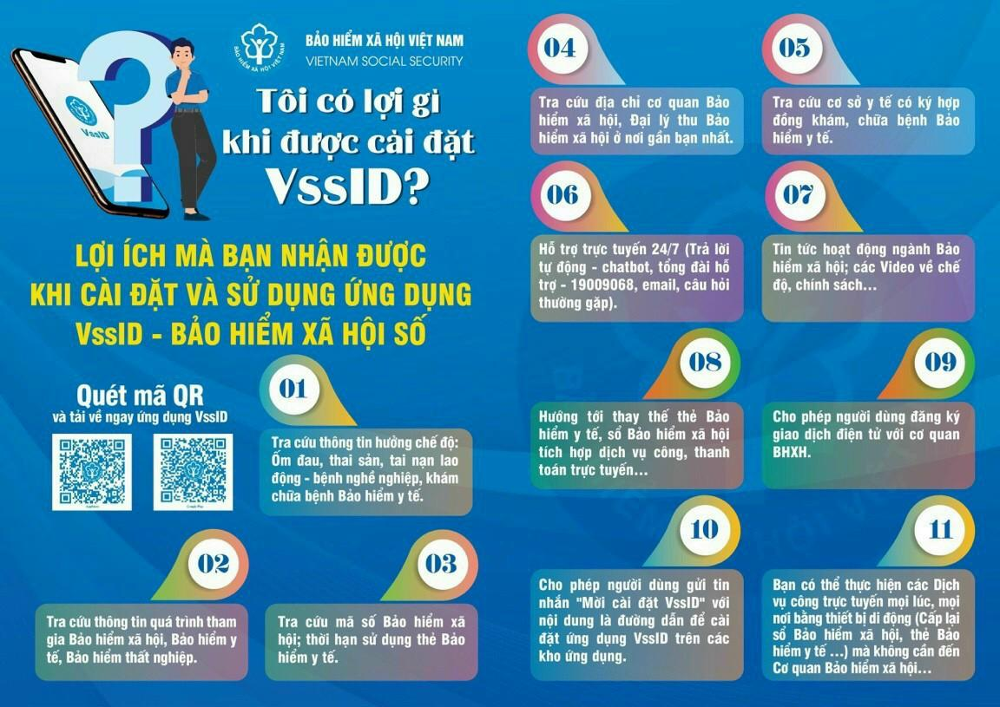 BẢO HIỂM XÃ HỘI VIỆT NAM
BẢO HIỂM XÃ HỘI VIỆT NAM
VIETNAM SOCIAL SECURITY
VssID
Tôi có lợi gì
khi được cài đặt
VssID?
LỢI ÍCH MÀ BẠN NHẬN ĐƯỢC
KHI CÀI ĐẶT VÀ SỬ DỤNG ỨNG DỤNG
VssID - BẢO HIỂM XÃ HỘI SỐ
Quét mã QR
và tải về ngay ứng dụng VssID
AppStore
Google Play
01
Tra cứu thông tin hưởng chế độ:
Ốm đau, thai sản, tai nạn lao
động - bệnh nghề nghiệp, khám
chữa bệnh Bảo hiểm y tế.
02
Tra cứu thông tin quá trình tham
gia Bảo hiểm xã hội, Bảo hiểm y
tế, Bảo hiểm thất nghiệp.
03
Tra cứu mã số Bảo hiểm xã
hội; thời hạn sử dụng thẻ Bảo
hiểm y tế.
04
Tra cứu địa chỉ cơ quan Bảo
hiểm xã hội, Đại lý thu Bảo
hiểm xã hội ở nơi gần bạn nhất.
05
Tra cứu cơ sở y tế có ký hợp
đồng khám, chữa bệnh Bảo
hiểm y tế.
06
Hỗ trợ trực tuyến 24/7 (Trả lời
tự động - chatbot, tổng đài hỗ
trợ - 19009068, email, câu hỏi
thường gặp).
07
Tin tức hoạt động ngành Bảo
hiểm xã hội; các Video về chế
độ, chính sách...
08
Hướng tới thay thế thẻ Bảo
hiểm y tế, sổ Bảo hiểm xã hội
tích hợp dịch vụ công, thanh
toán trực tuyến...
09
Cho phép người dùng đăng ký
giao dịch điện tử với cơ quan
BHXH.
10
Cho phép người dùng gửi tin
nhắn "Mời cài đặt VssID" với
nội dung là đường dẫn để cài
đặt ứng dụng VssID trên các
kho ứng dụng.
11
Bạn có thể thực hiện các Dịch
vụ công trực tuyến mọi lúc, mọi
nơi bằng thiết bị di động (Cấp lại
sổ Bảo hiểm xã hội, thẻ Bảo
hiểm y tế ...) mà không cần đến
Cơ quan Bảo hiểm xã hội...